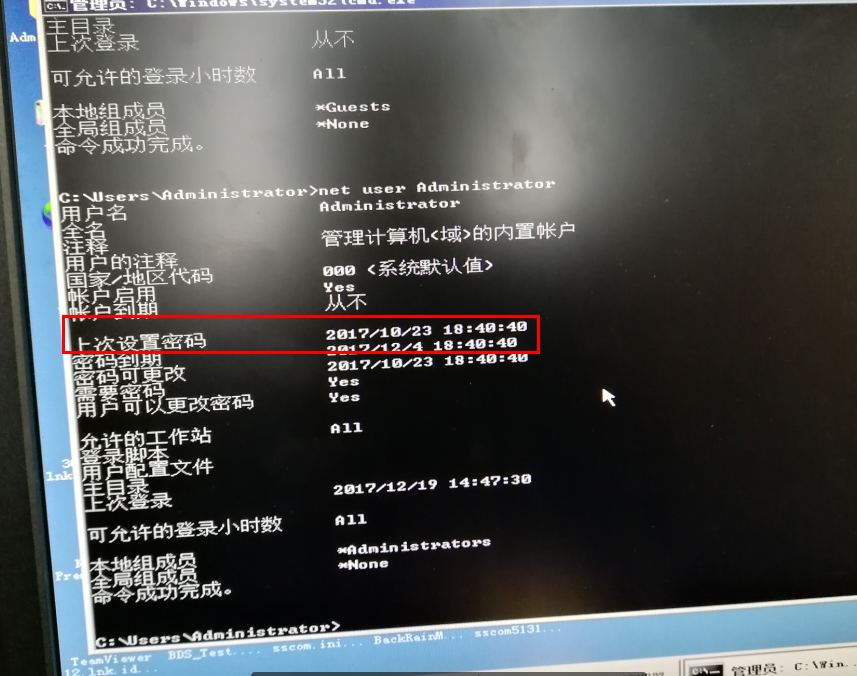 管理员: C:\Windows\system32\cmd.exe
Adm
主目录
上次登录 从不
可允许的登录小时数 All
本地组成员 *Guests
全局组成员 *None
命令成功完成。
C:\Users\Administrator>net user Administrator
用户名 Administrator
全名
注释 管理计算机<域>的内置帐户
用户的注释
国家/地区代码 000 <系统默认值>
帐户启用 Yes
帐户到期 从不
上次设置密码 2017/10/23 18:40:40
密码到期 2017/12/4 18:40:40
密码可更改 2017/10/23 18:40:40
需要密码 Yes
用户可以更改密码 Yes
允许的工作站 All
登录脚本
用户配置文件
主目录
上次登录 2017/12/19 14:47:30
可允许的登录小时数 All
本地组成员 *Administrators
全局组成员 *None
命令成功完成。
C:\Users\Administrator>
TeamViewer BDS_Test.... sscom.ini... BackRainM... sscom5131...
12.lnk.id...
管理员: C:\Win..